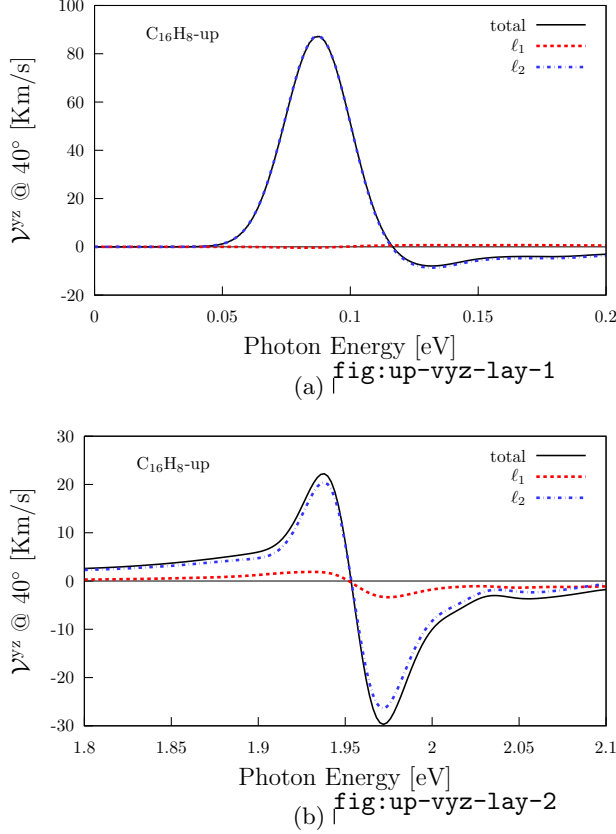 C₁₆H₈-up
total
ℓ₁
ℓ₂
𝒱ʸᶻ @ 40° [Km/s]
100
80
60
40
20
0
-20
0
0.05
0.1
0.15
0.2
Photon Energy [eV]
(a) fig:up-vyz-lay-1
C₁₆H₈-up
total
ℓ₁
ℓ₂
𝒱ʸᶻ @ 40° [Km/s]
30
20
10
0
-10
-20
-30
1.8
1.85
1.9
1.95
2
2.05
2.1
Photon Energy [eV]
(b) fig:up-vyz-lay-2